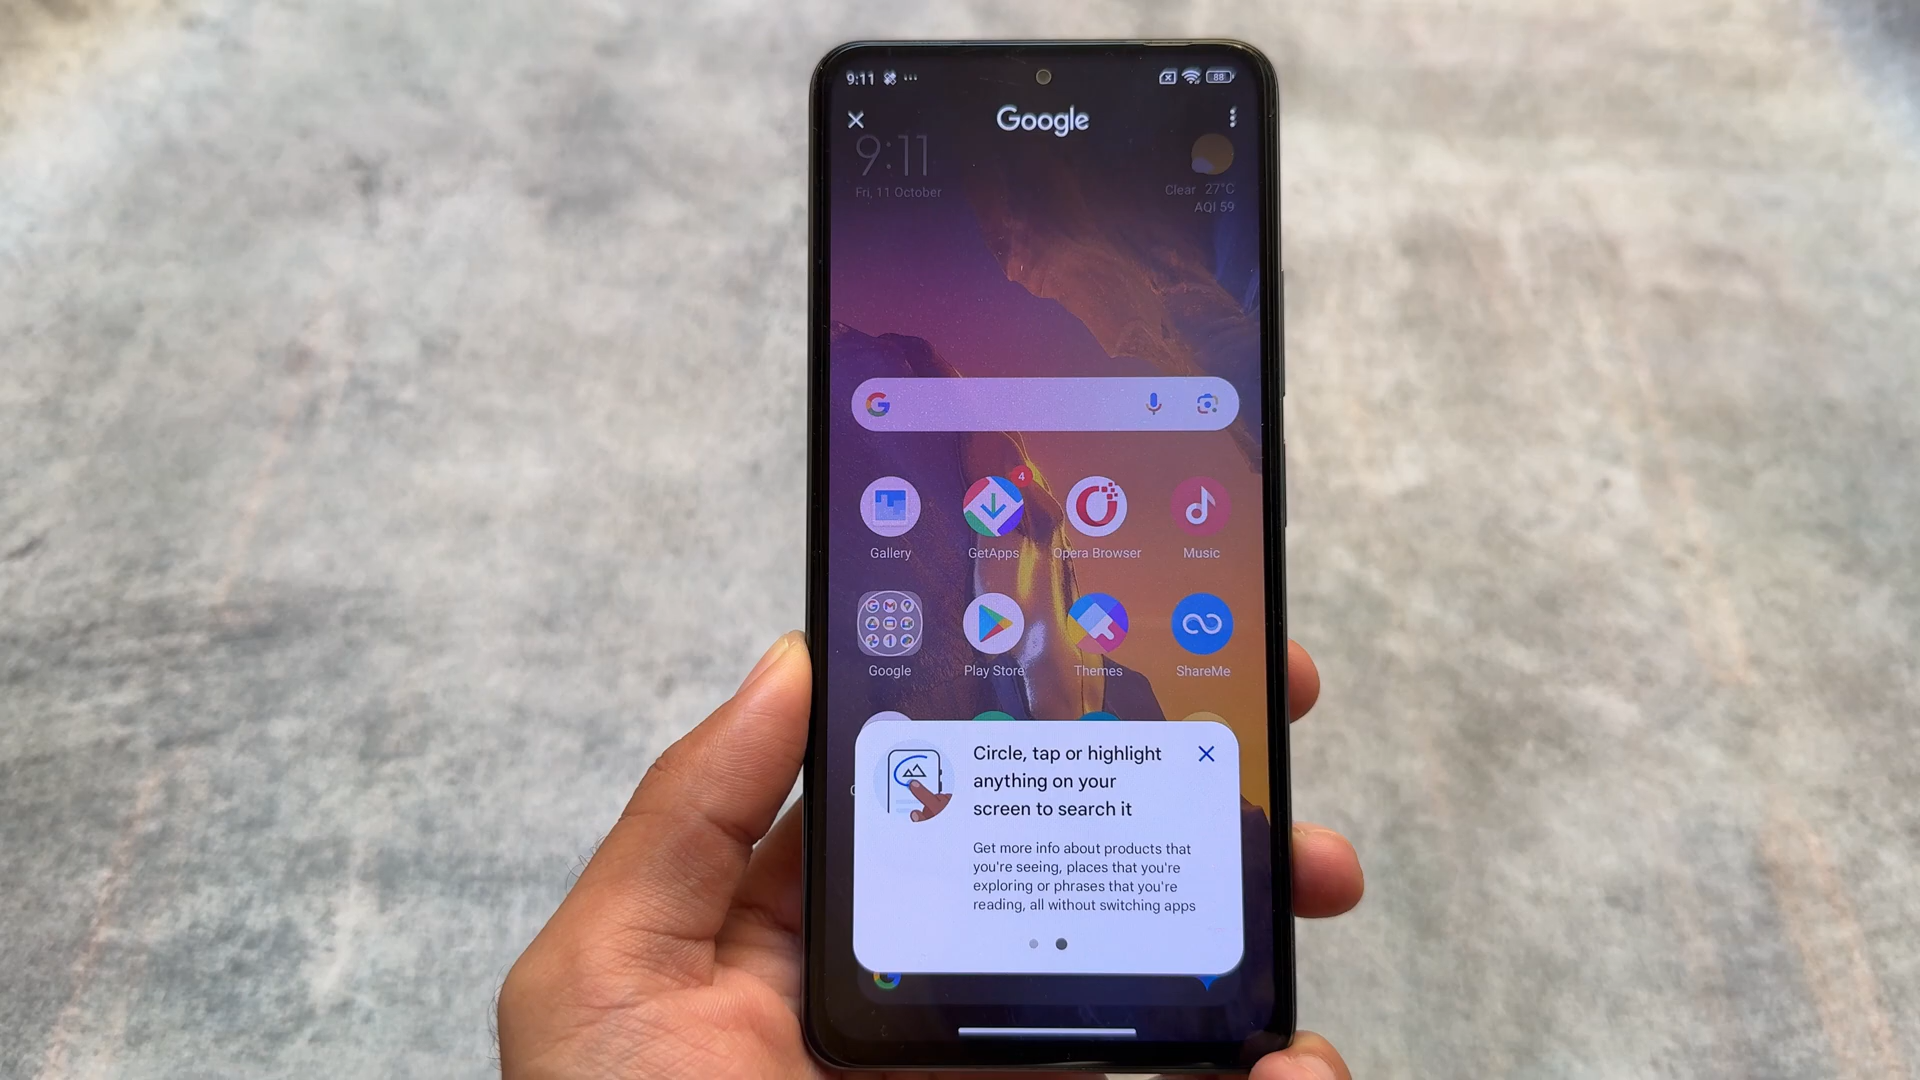 9:11
88
Google
9:11
Fri, 11 October
Clear 27°C
AQI 59
4
Gallery
GetApps
Opera Browser
Music
Google
Play Store
Themes
ShareMe
Circle, tap or highlight
anything on your
screen to search it
Get more info about products that
you're seeing, places that you're
exploring or phrases that you're
reading, all without switching apps